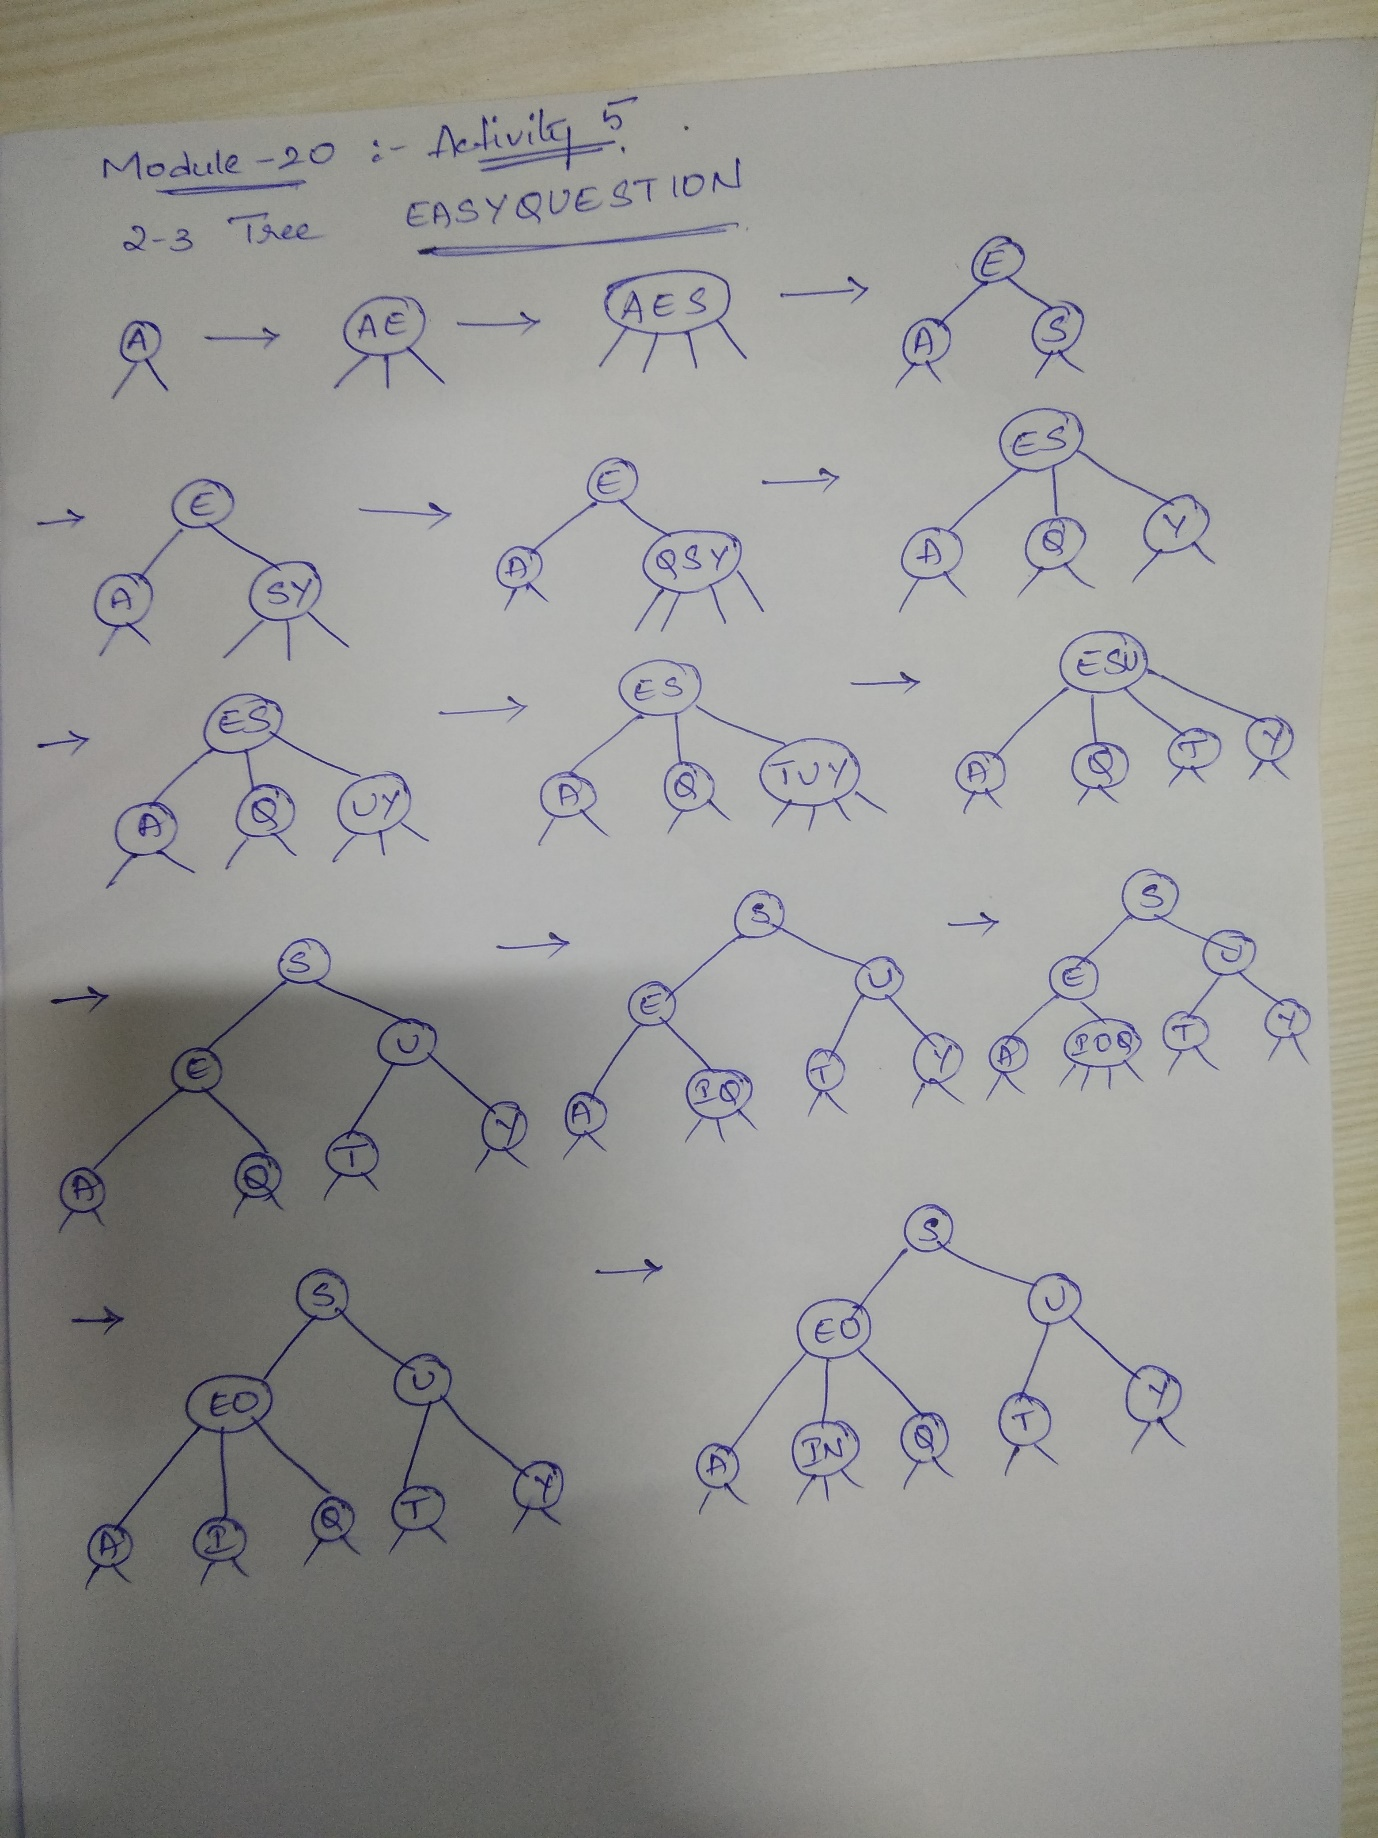 Module-20 :- Activity 5.
2-3 Tree EASYQUESTION
A → AE → AES → E
A S
→ E → E → ES
A SY A QSY A Q Y
→ ES → ES → ESU
A Q UY A Q TUY A Q T Y
→ S → S → S
E U E U E U
A Q T Y A IQ T Y A IOQ T Y
→ S → S
EO U EO U
A I Q T Y A IN Q T Y